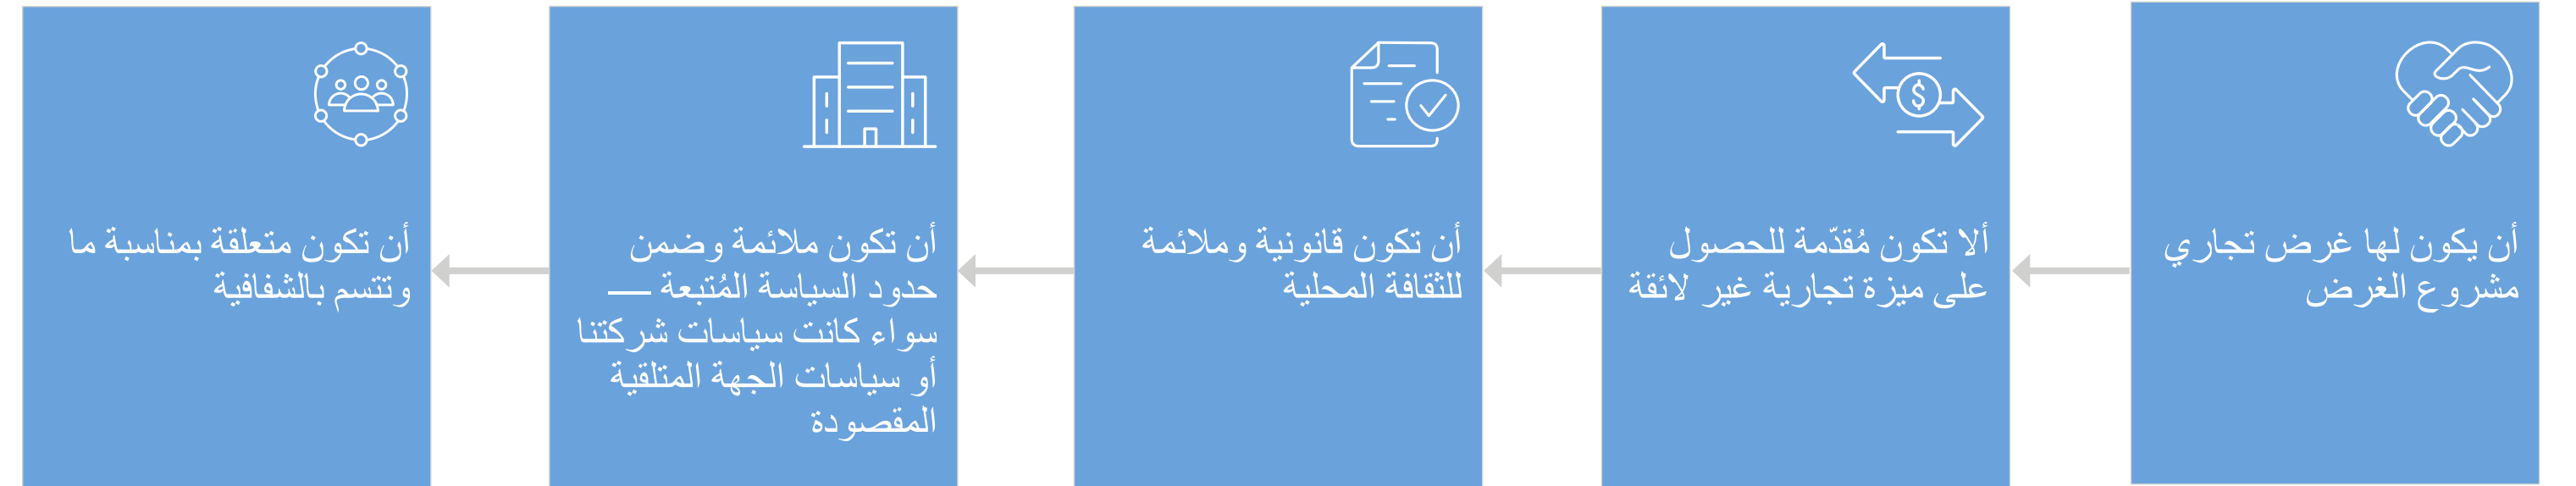 أن يكون لها غرض تجاري
مشروع الغرض
ألا تكون مُقدّمة للحصول
على ميزة تجارية غير لائقة
أن تكون قانونية وملائمة
للثقافة المحلية
أن تكون ملائمة وضمن
حدود السياسة المُتبعة —
سواء كانت سياسات شركتنا
أو سياسات الجهة المتلقية
المقصودة
أن تكون متعلقة بمناسبة ما
وتتسم بالشفافية